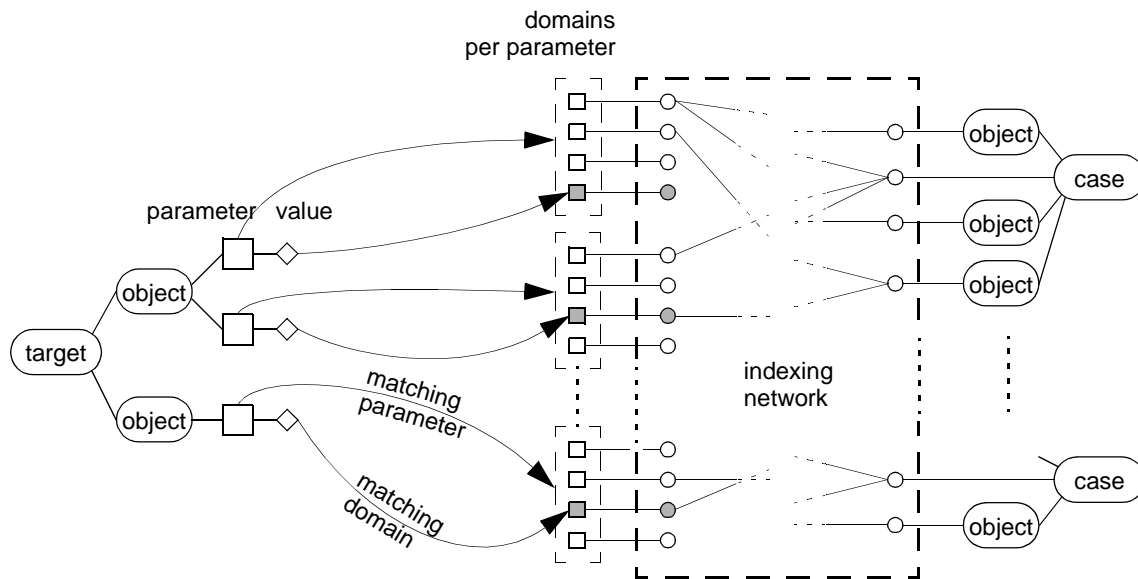 domains
per parameter
parameter value
object
target
object
matching
parameter
matching
domain
indexing
network
object
case
object
object
case
object